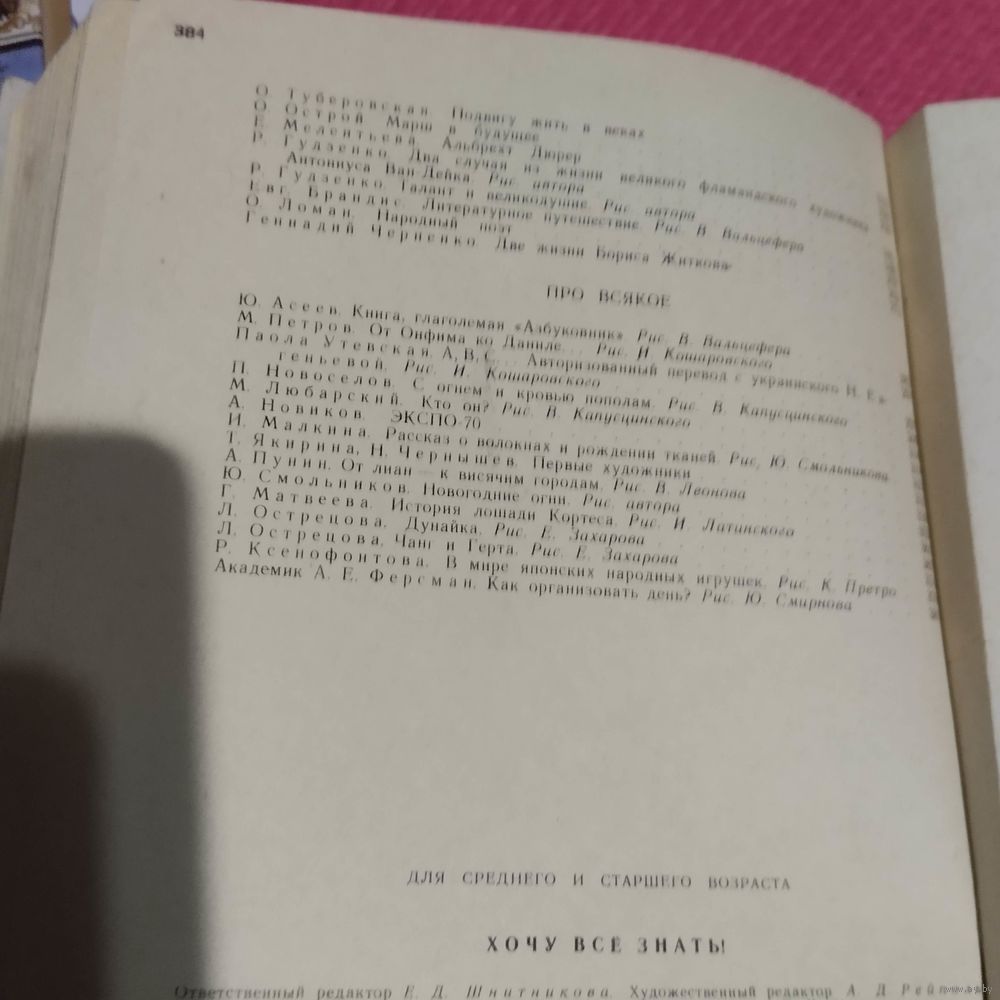 384
О. Туберовская. Подвигу жить в веках
О. Острой. Марш в будущее
Е. Мелентьева. Альбрехт Дюрер
Р. Гудзенко. Два случая из жизни великого фламандского художника
Антониуса Ван-Дейка. Рис. автора
Р. Гудзенко. Талант и великодушие. Рис. автора
Евг. Брандис. Литературное путешествие. Рис. В. Вальцефера
О. Ломан. Народный поэт
Геннадий Черненко. Две жизни Бориса Житкова
ПРО ВСЯКОЕ
Ю. Асеев. Книга, глаголемая «Азбуковник» Рис. В. Вальцефера
М. Петров. От Онфима ко Даниле... Рис. И. Кошаровского
Паола Утевская. А, В, С... Авторизованный перевод с украинского Н. Ев-
геньевой. Рис. И. Кошаровского
П. Новоселов. С огнем и кровью пополам. Рис. В. Капусцинского
М. Любарский. Кто он? Рис. В. Капусцинского
А. Новиков. ЭКСПО-70
И. Малкина. Рассказ о волокнах и рождении тканей. Рис. Ю. Смольникова
Т. Якирина, Н. Чернышев. Первые художники
А. Пунин. От лиан — к висячим городам. Рис. В. Леонова
Ю. Смольников. Новогодние огни. Рис. автора
Г. Матвеева. История лошади Кортеса. Рис. И. Латинского
Л. Острецова. Дунайка. Рис. Е. Захарова
Л. Острецова. Чанг и Герта. Рис. Е. Захарова
Р. Ксенофонтова. В мире японских народных игрушек. Рис. К. Претро
Академик А. Е. Ферсман. Как организовать день? Рис. Ю. Смирнова
ДЛЯ СРЕДНЕГО И СТАРШЕГО ВОЗРАСТА
ХОЧУ ВСЁ ЗНАТЬ!
Ответственный редактор Е. Д. Шнитникова. Художественный редактор А. Д.